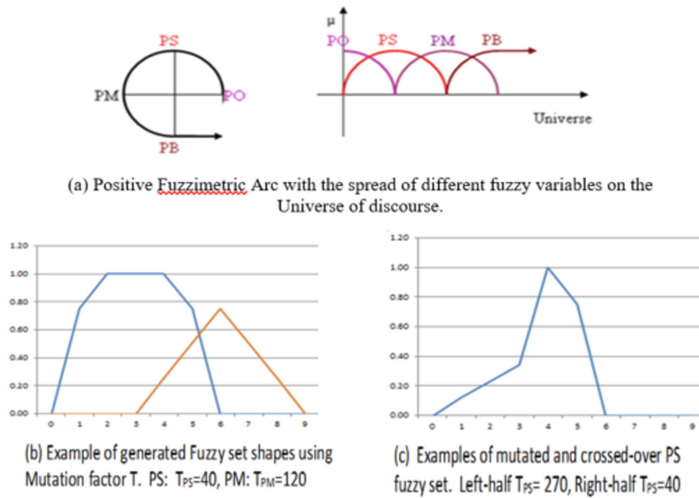 PS
PM
PO
PB
μ
PO PS PM PB
Universe
(a) Positive Fuzzimetric Arc with the spread of different fuzzy variables on the
Universe of discourse.
1.20
1.00
0.80
0.60
0.40
0.20
0.00
0 1 2 3 4 5 6 7 8 9
(b) Example of generated Fuzzy set shapes using
Mutation factor T. PS: TPS=40, PM: TPM=120
1.20
1.00
0.80
0.60
0.40
0.20
0.00
0 1 2 3 4 5 6 7 8 9
(c) Examples of mutated and crossed-over PS
fuzzy set. Left-half TPS= 270, Right-half TPS=40